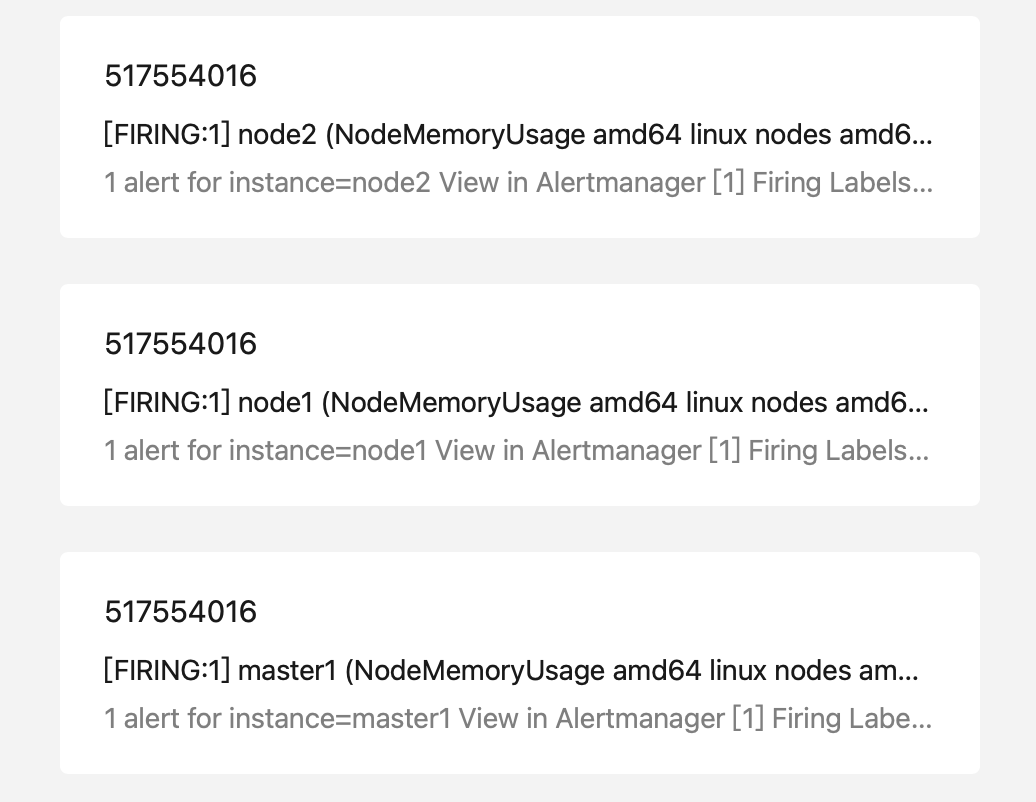 517554016
[FIRING:1] node2 (NodeMemoryUsage amd64 linux nodes amd6...
1 alert for instance=node2 View in Alertmanager [1] Firing Labels...
517554016
[FIRING:1] node1 (NodeMemoryUsage amd64 linux nodes amd6...
1 alert for instance=node1 View in Alertmanager [1] Firing Labels...
517554016
[FIRING:1] master1 (NodeMemoryUsage amd64 linux nodes am...
1 alert for instance=master1 View in Alertmanager [1] Firing Labe...